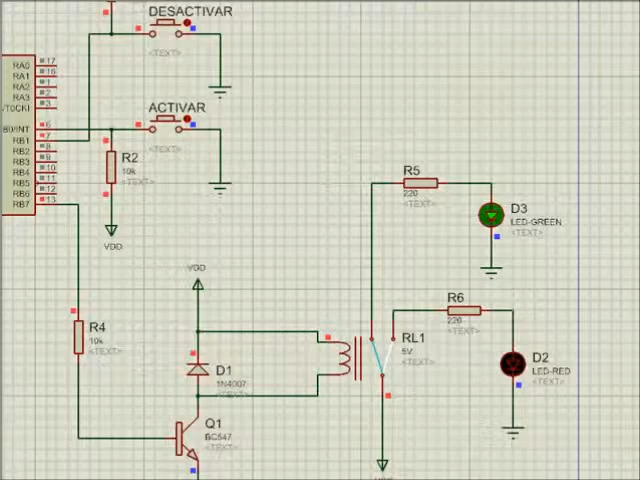 DESACTIVAR
<TEXT>
RA0 17
RA1 18
RA2 1
RA3 2
/T0CKI 3
ACTIVAR
<TEXT>
B0/INT 6
RB1 7
RB2 8
RB3 9
RB4 10
RB5 11
RB6 12
RB7 13
R2
10k
<TEXT>
VDD
R5
220
<TEXT>
D3
LED-GREEN
<TEXT>
VDD
R4
10k
<TEXT>
D1
1N4007
<TEXT>
RL1
5V
<TEXT>
R6
220
<TEXT>
D2
LED-RED
<TEXT>
Q1
BC547
<TEXT>